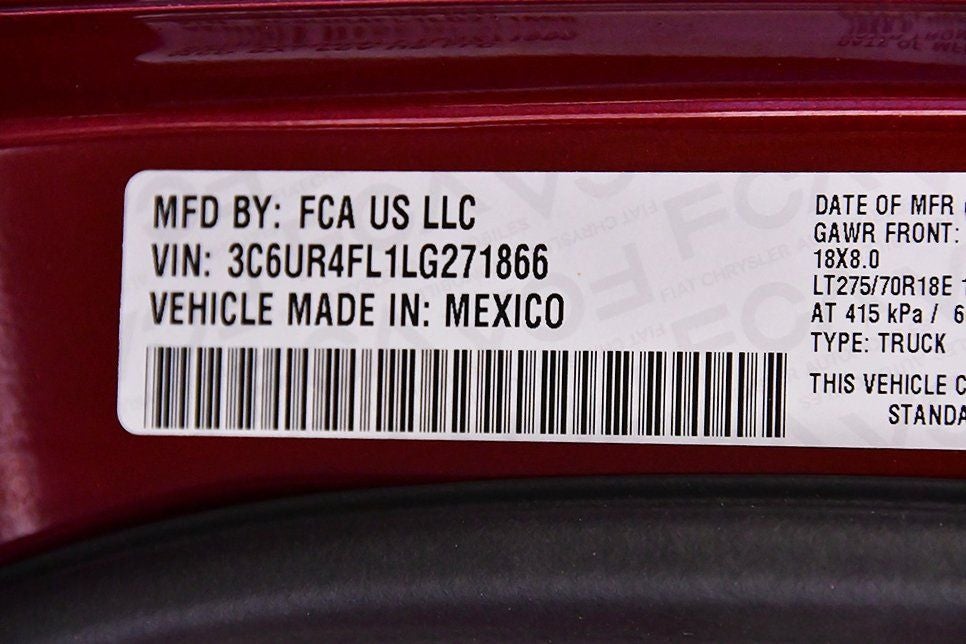 MFD BY: FCA US LLC
VIN: 3C6UR4FL1LG271866
VEHICLE MADE IN: MEXICO
DATE OF MFR
GAWR FRONT:
18X8.0
LT275/70R18E
AT 415 kPa / 6
TYPE: TRUCK
THIS VEHICLE C
STANDA